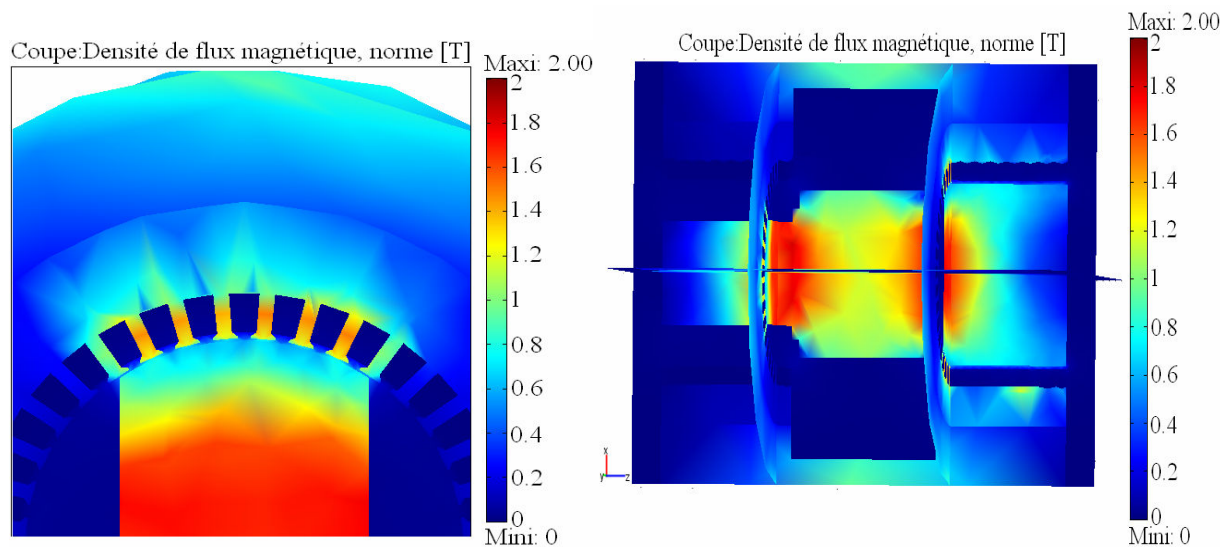 Coupe:Densité de flux magnétique, norme [T]
Maxi: 2.00
2
1.8
1.6
1.4
1.2
1
0.8
0.6
0.4
0.2
0
Mini: 0
Coupe:Densité de flux magnétique, norme [T]
Maxi: 2.00
2
1.8
1.6
1.4
1.2
1
0.8
0.6
0.4
0.2
0
Mini: 0
x
y
z